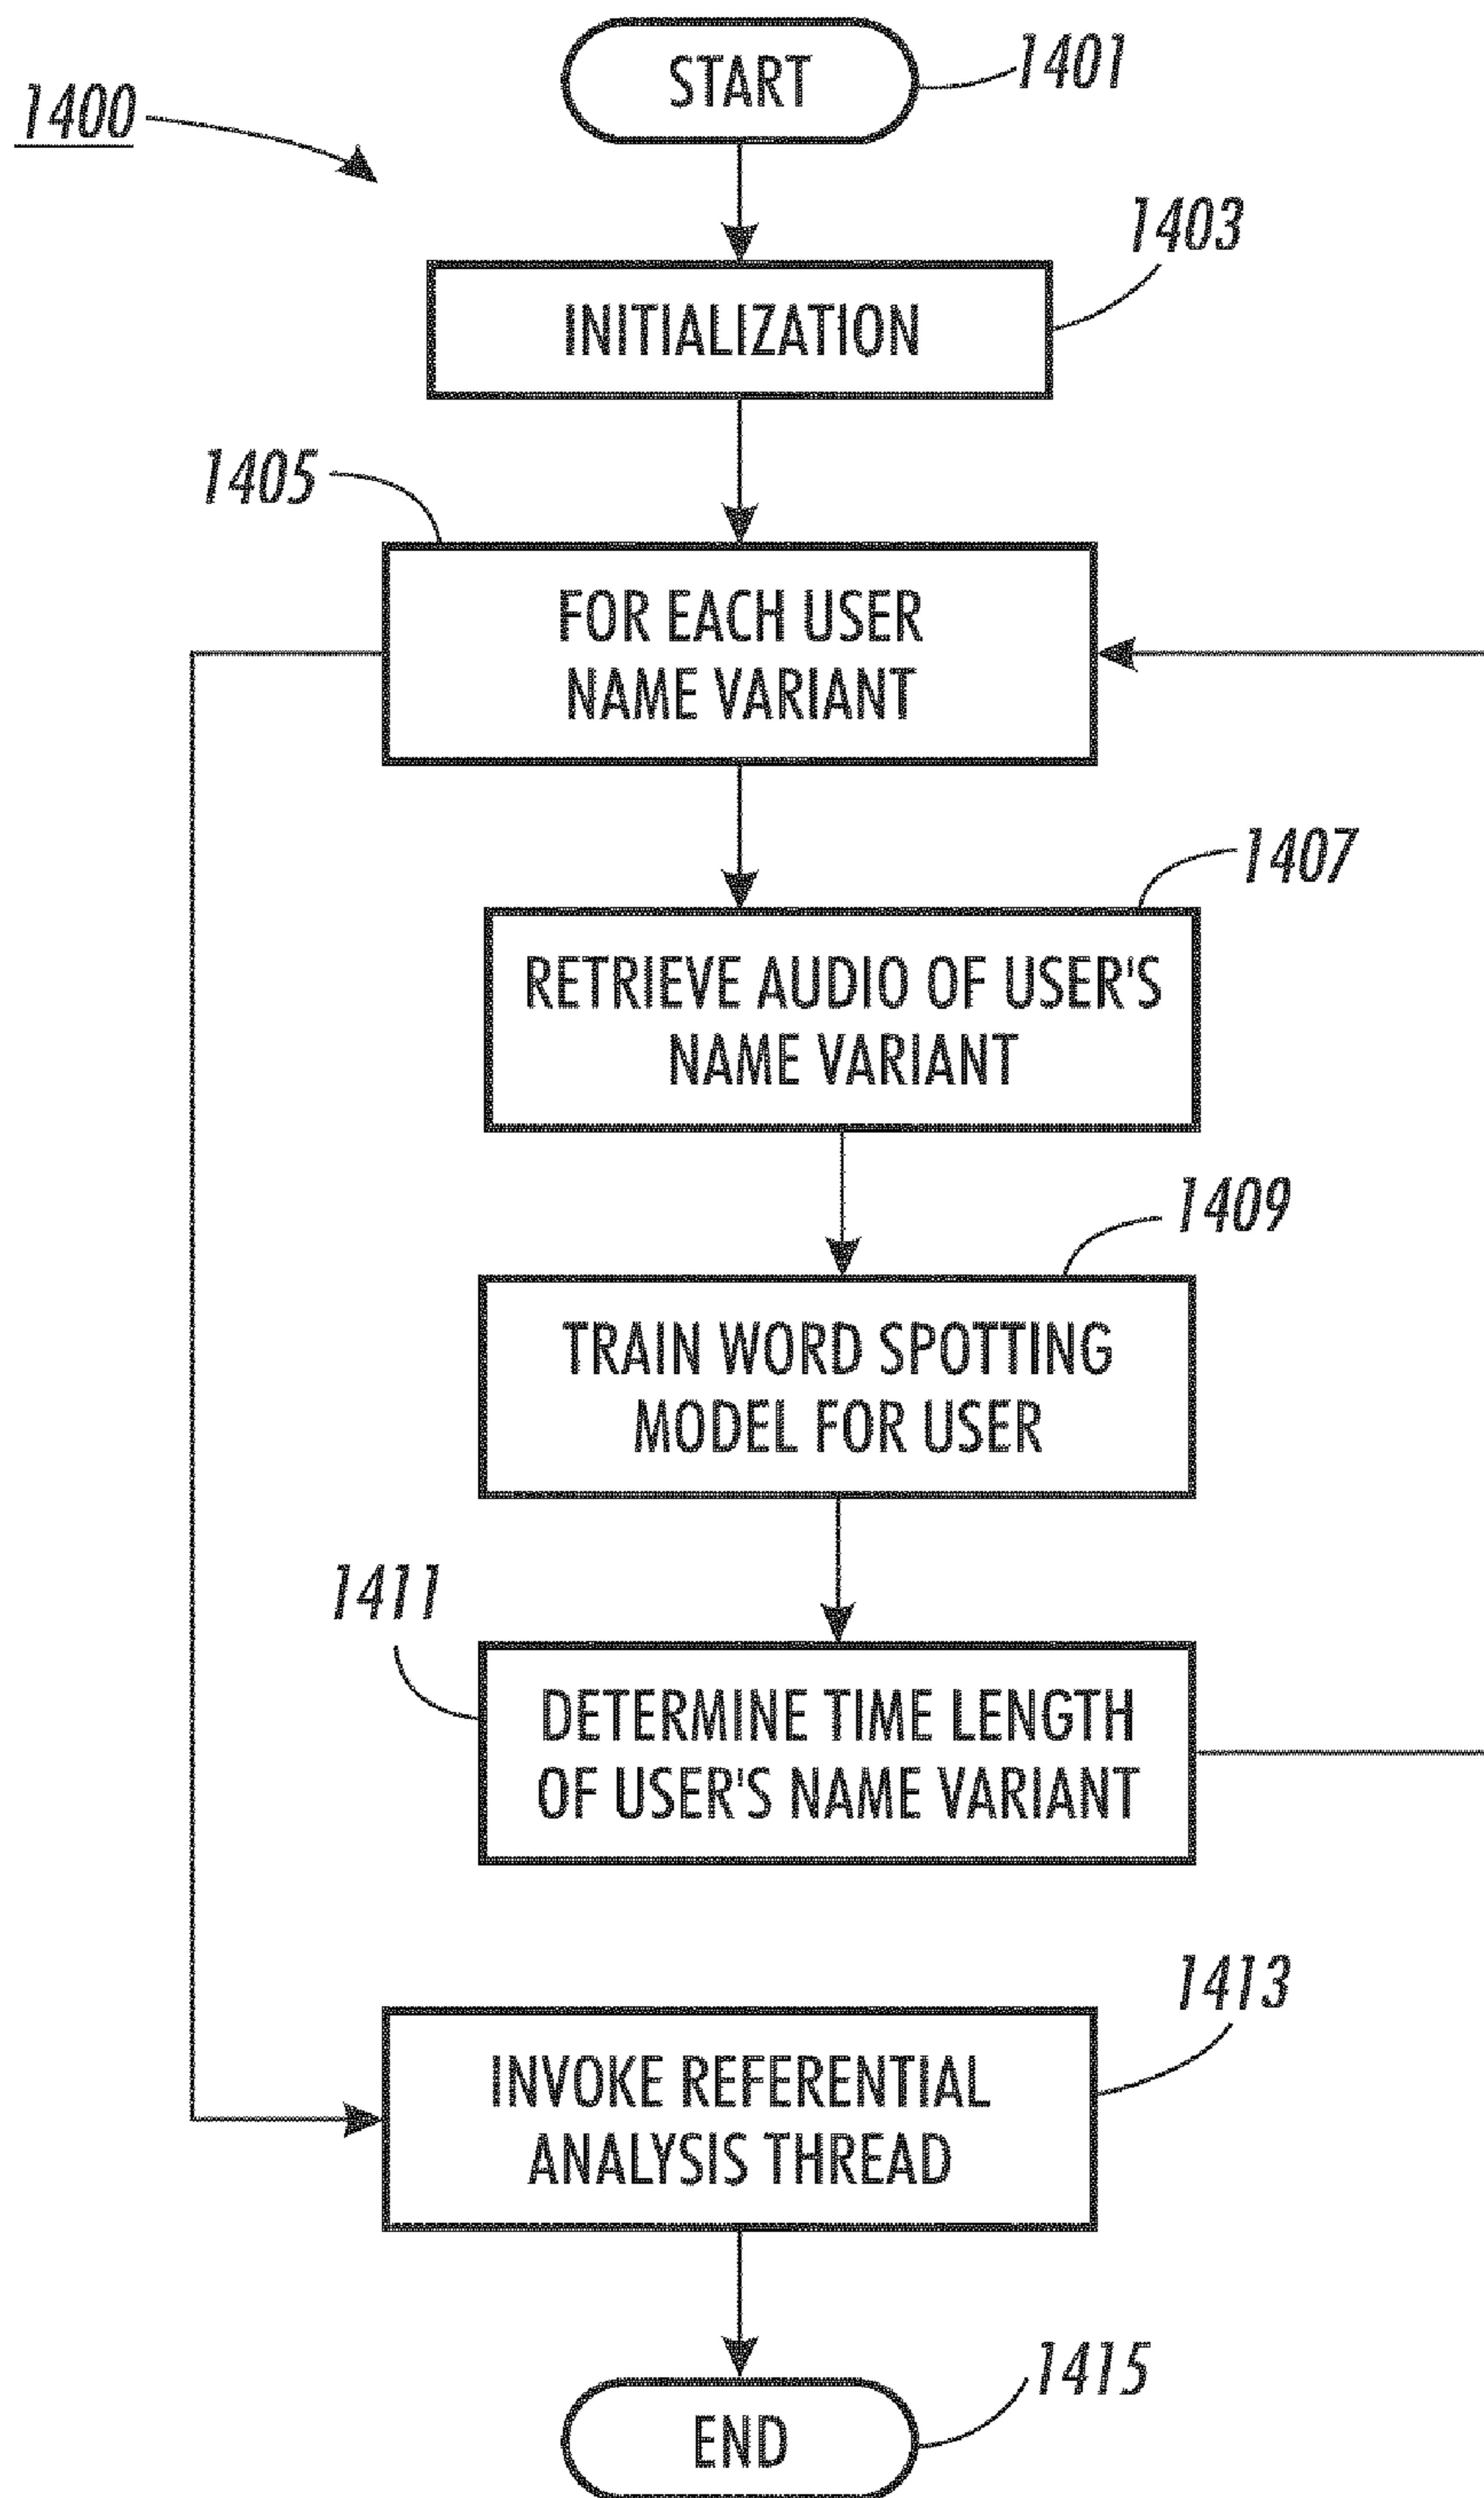 1400
START
1401
INITIALIZATION
1403
1405
FOR EACH USER
NAME VARIANT
1407
RETRIEVE AUDIO OF USER'S
NAME VARIANT
1409
TRAIN WORD SPOTTING
MODEL FOR USER
1411
DETERMINE TIME LENGTH
OF USER'S NAME VARIANT
1413
INVOKE REFERENTIAL
ANALYSIS THREAD
1415
END